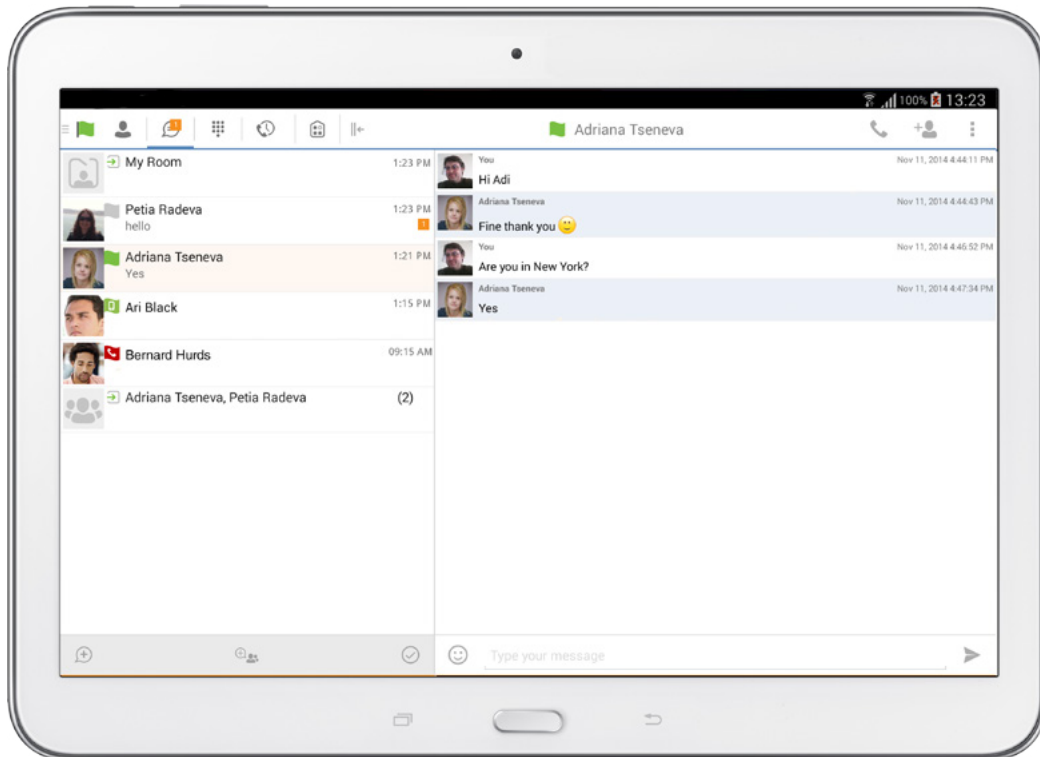 100% 13:23
1
Adriana Tseneva
My Room 1:23 PM
Petia Radeva 1:23 PM
hello 1
Adriana Tseneva 1:21 PM
Yes
Ari Black 1:15 PM
Bernard Hurds 09:15 AM
Adriana Tseneva, Petia Radeva (2)
You Nov 11, 2014 4:44:11 PM
Hi Adi
Adriana Tseneva Nov 11, 2014 4:44:43 PM
Fine thank you
You Nov 11, 2014 4:46:52 PM
Are you in New York?
Adriana Tseneva Nov 11, 2014 4:47:34 PM
Yes
Type your message